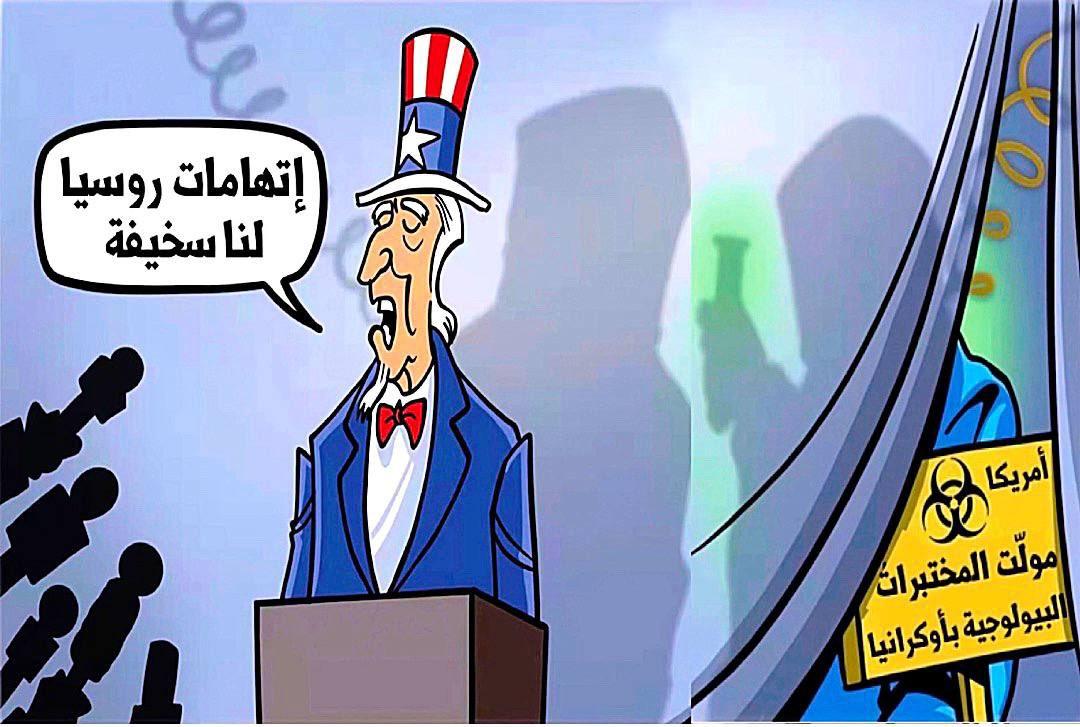 إتهامات روسيا
لنا سخيفة
أمريكا
مولّت المختبرات
البيولوجية بأوكرانيا